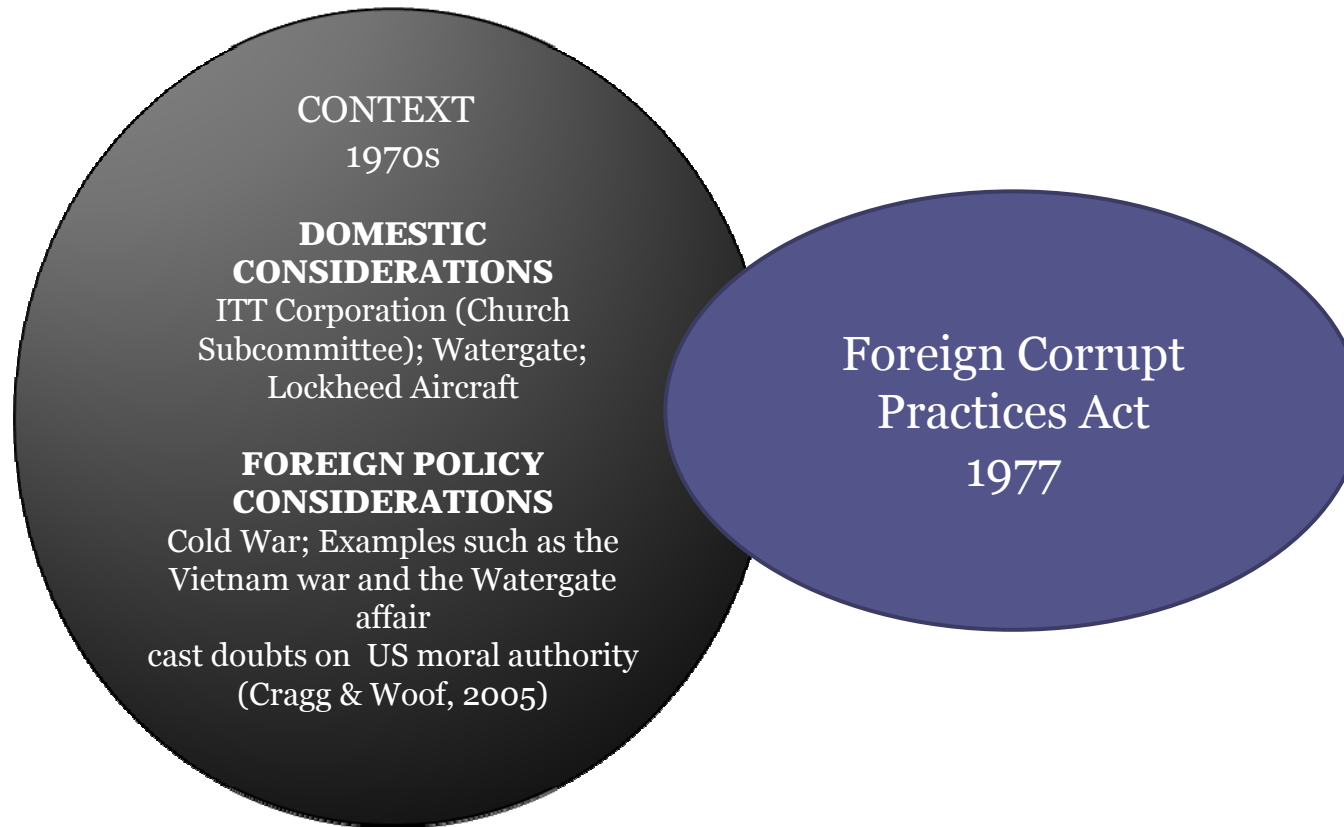 CONTEXT
1970s
DOMESTIC
CONSIDERATIONS
ITT Corporation (Church
Subcommittee); Watergate;
Lockheed Aircraft
FOREIGN POLICY
CONSIDERATIONS
Cold War; Examples such as the
Vietnam war and the Watergate
affair
cast doubts on  US moral authority
(Cragg & Woof, 2005)
Foreign Corrupt
Practices Act
1977